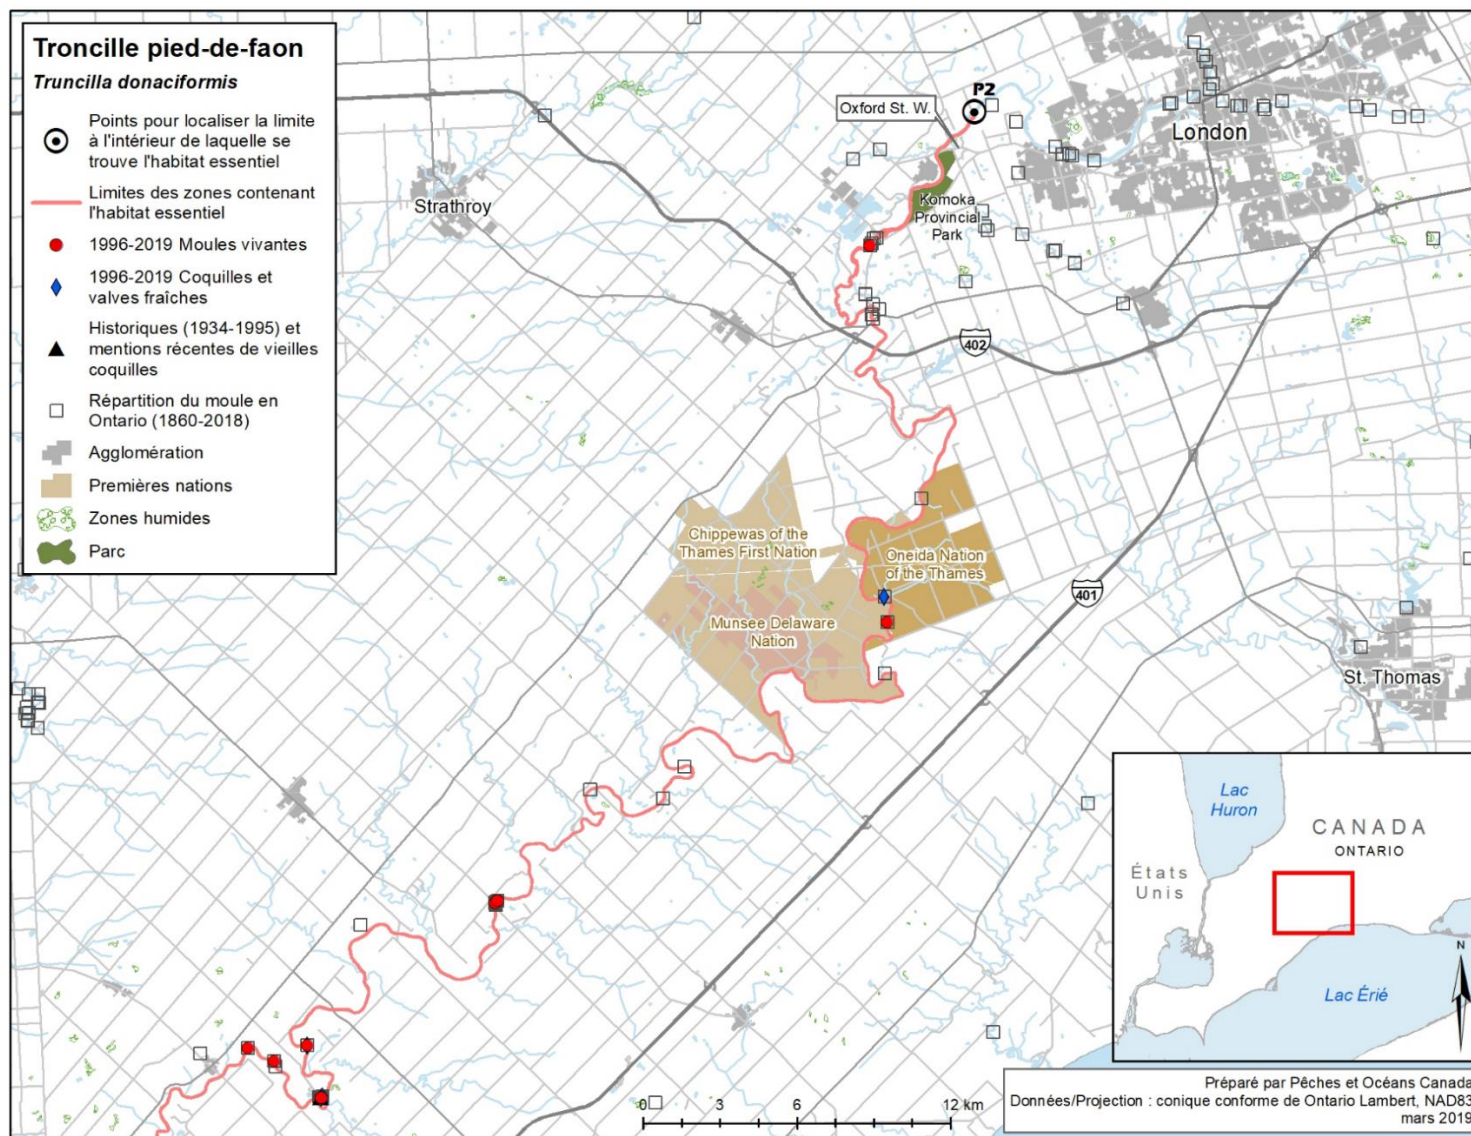 Troncille pied-de-faon
Truncilla donaciformis
Points pour localiser la limite
à l'intérieur de laquelle se
trouve l'habitat essentiel
Limites des zones contenant
l'habitat essentiel
1996-2019 Moules vivantes
1996-2019 Coquilles et
valves fraîches
Historiques (1934-1995) et
mentions récentes de vieilles
coquilles
Répartition du moule en
Ontario (1860-2018)
Agglomération
Premières nations
Zones humides
Parc
P2
Oxford St. W.
London
Strathroy
Komoka
Provincial
Park
402
Chippewas of the
Thames First Nation
Oneida Nation
of the Thames
401
Munsee Delaware
Nation
St. Thomas
Lac
Huron
CANADA
ONTARIO
États
Unis
N
Lac Érié
0 3 6 12 km
Préparé par Pêches et Océans Canada
Données/Projection : conique conforme de Ontario Lambert, NAD83
mars 2019